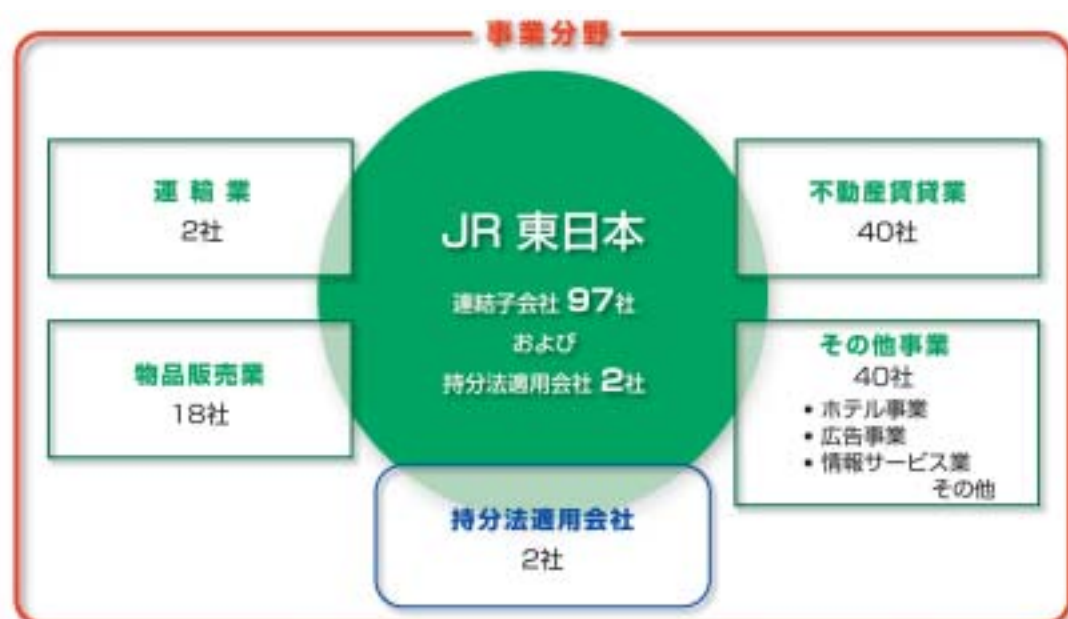 事業分野
運輸業
2社
物品販売業
18社
JR 東日本
連結子会社 97社
および
持分法適用会社 2社
不動産賃貸業
40社
その他事業
40社
• ホテル事業
• 広告事業
• 情報サービス業
その他
持分法適用会社
2社